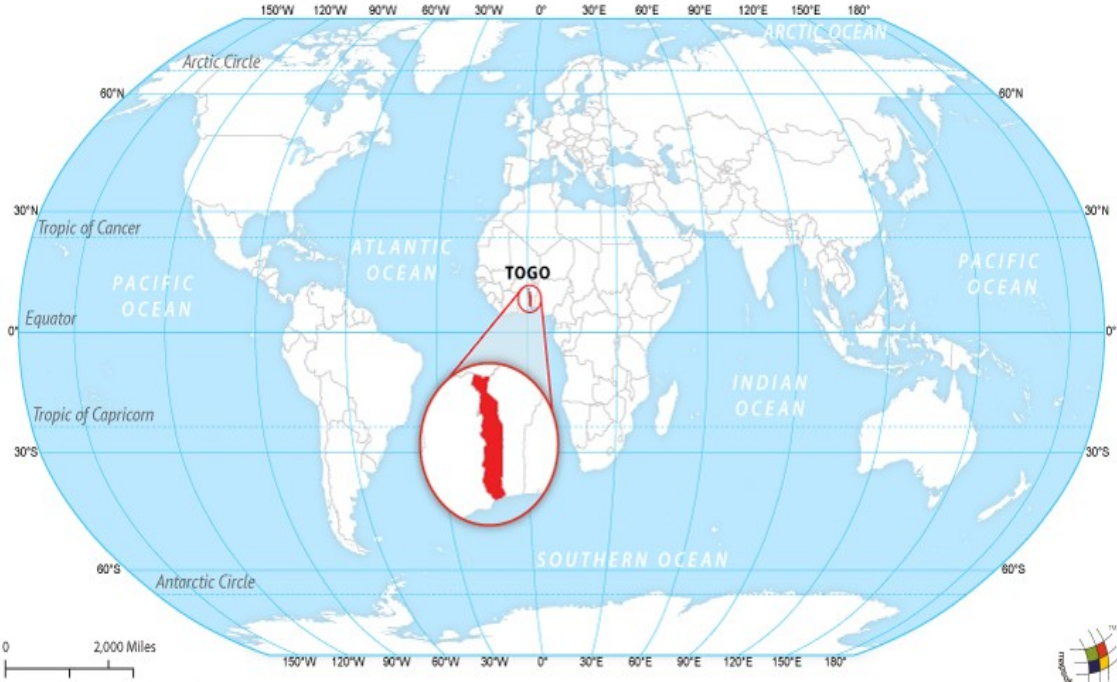 150°W 120°W 90°W 60°W 30°W 0° 30°E 60°E 90°E 120°E 150°E 180°
ARCTIC OCEAN
Arctic Circle
60°N 60°N
30°N 30°N
Tropic of Cancer
ATLANTIC
OCEAN
TOGO
PACIFIC
OCEAN
PACIFIC
OCEAN
Equator
0° 0°
INDIAN
OCEAN
Tropic of Capricorn
30°S 30°S
SOUTHERN OCEAN
60°S 60°S
Antarctic Circle
0 2,000 Miles
150°W 120°W 90°W 60°W 30°W 0° 30°E 60°E 90°E 120°E 150°E 180°
TM